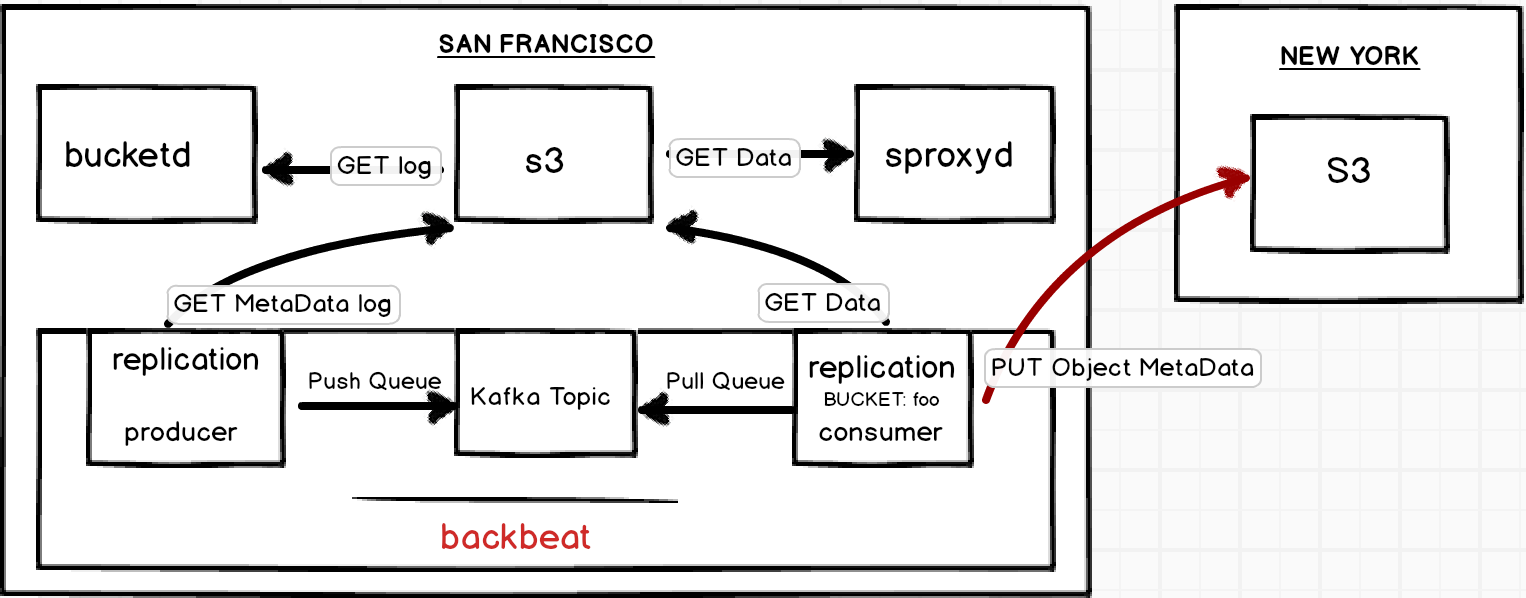 SAN FRANCISCO
NEW YORK
bucketd
GET log
s3
GET Data
sproxyd
S3
GET MetaData log
GET Data
replication
producer
Push Queue
Kafka Topic
Pull Queue
replication
BUCKET: foo
consumer
PUT Object MetaData
backbeat